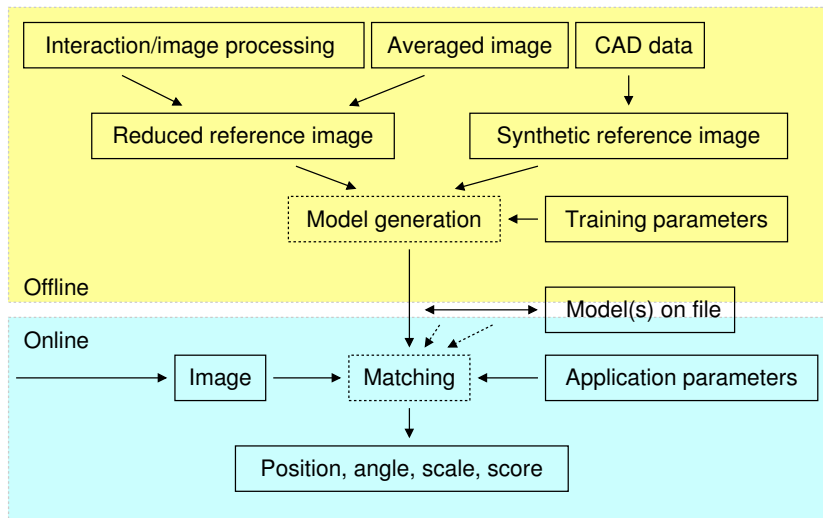 Interaction/image processing
Averaged image
CAD data
Reduced reference image
Synthetic reference image
Model generation
Training parameters
Offline
Model(s) on file
Online
Image
Matching
Application parameters
Position, angle, scale, score